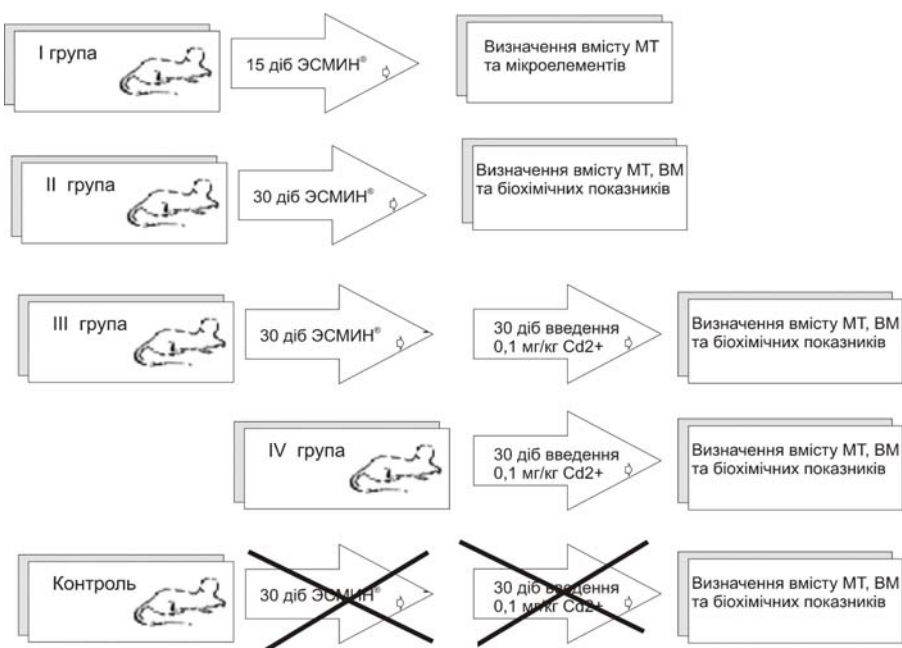 I група
15 діб ЭСМИН®
Визначення вмісту МТ
та мікроелементів
II група
30 діб ЭСМИН®
Визначення вмісту МТ, ВМ
та біохімічних показників
III група
30 діб ЭСМИН®
30 діб введення
0,1 мг/кг Cd2+
Визначення вмісту МТ, ВМ
та біохімічних показників
IV група
30 діб введення
0,1 мг/кг Cd2+
Визначення вмісту МТ, ВМ
та біохімічних показників
Контроль
30 діб ЭСМИН®
30 діб введення
0,1 мг/кг Cd2+
Визначення вмісту МТ, ВМ
та біохімічних показників